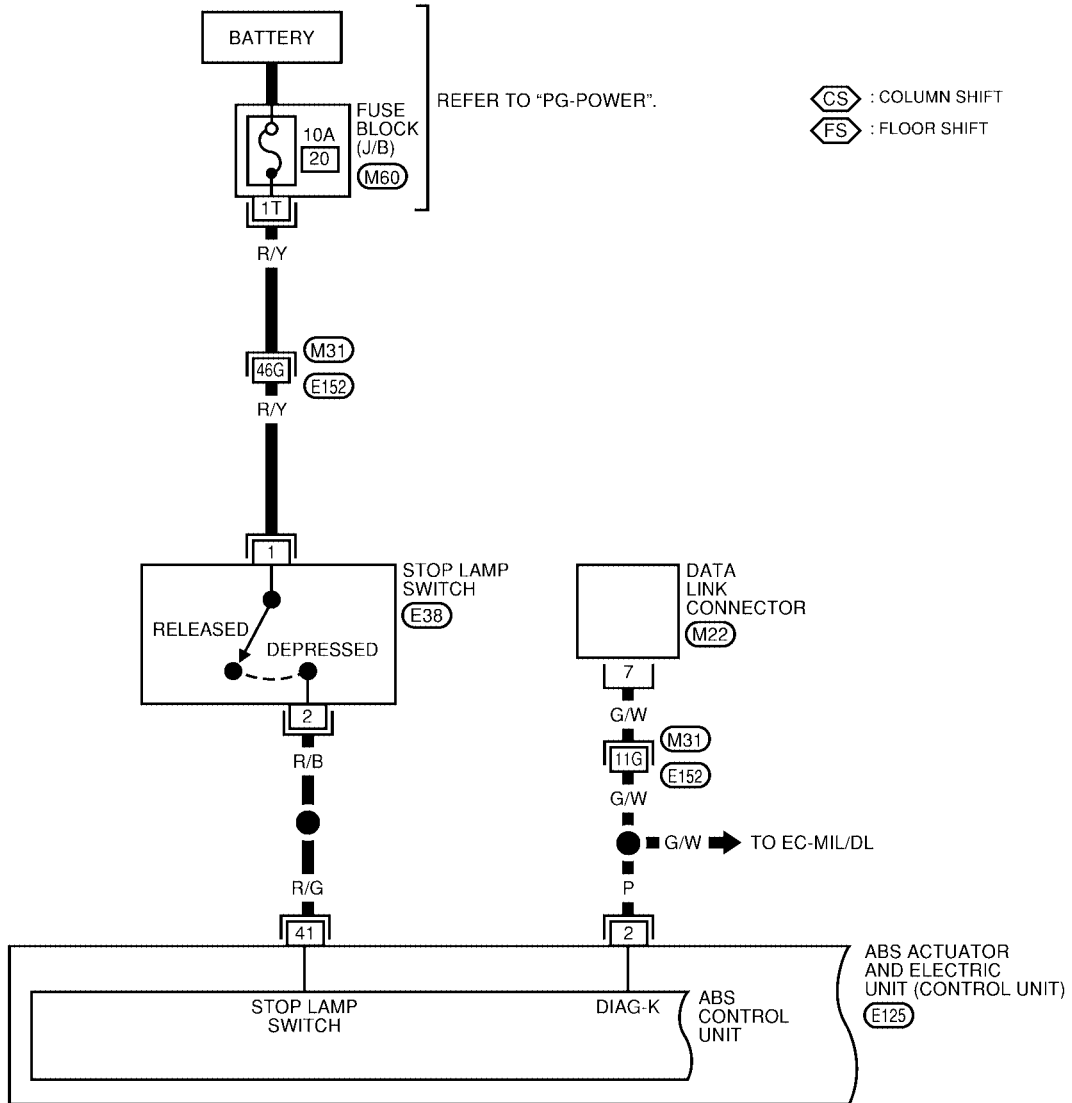 BATTERY
REFER TO "PG-POWER".
FUSE
BLOCK
(J/B)
M60
10A
20
1T
CS : COLUMN SHIFT
FS : FLOOR SHIFT
R/Y
46G
M31
E152
R/Y
1
STOP LAMP
SWITCH
E38
RELEASED
DEPRESSED
2
R/B
R/G
41
DATA
LINK
CONNECTOR
M22
7
G/W
11G
M31
E152
G/W
G/W TO EC-MIL/DL
P
2
STOP LAMP
SWITCH
DIAG-K
ABS
CONTROL
UNIT
ABS ACTUATOR
AND ELECTRIC
UNIT (CONTROL UNIT)
E125